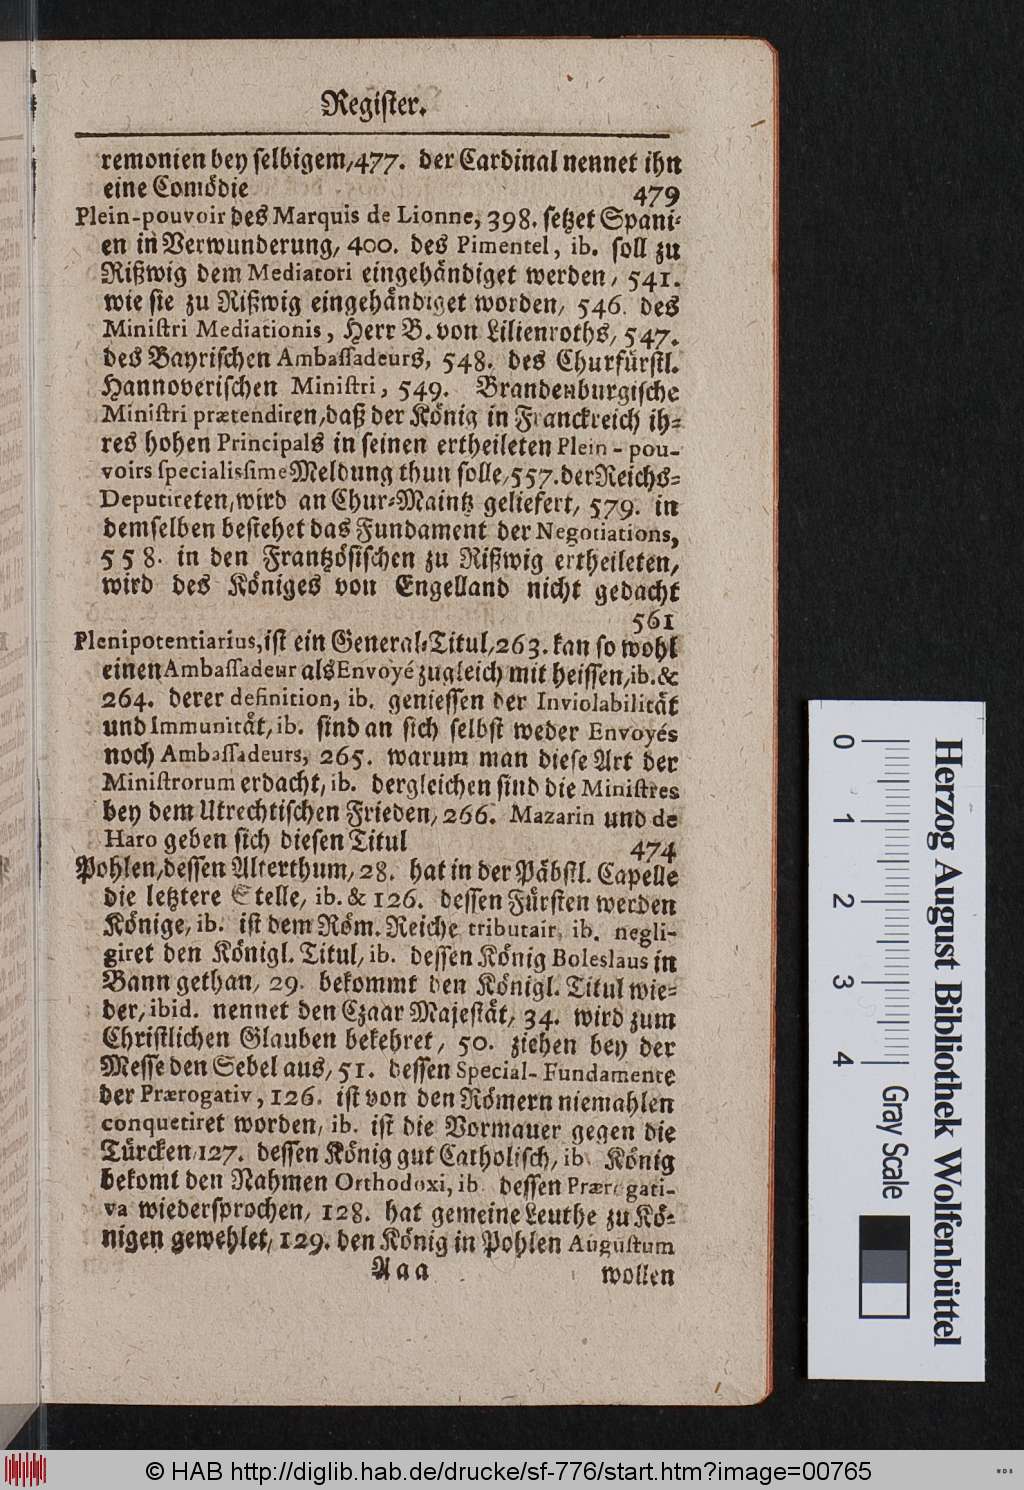 Regiſter.
remonien bey ſelbigem, 477. der Cardinal nennet ihn
eine Comödie 479
Plein-pouvoir des Marquis de Lionne, 398. ſetzet Spani-
en in Verwunderung, 400. des Pimentel, ib. ſoll zu
Rißwig dem Mediatori eingehändiget werden, 541.
wie ſie zu Rißwig eingehändiget worden, 546. des
Miniſtri Mediationis, Herr B. von Lilienroths, 547.
des Bayriſchen Ambaſſadeurs, 548. des Churfürſtl.
Hannoveriſchen Miniſtri, 549. Brandenburgiſche
Miniſtri prætendiren, daß der König in Franckreich ih-
res hohen Principals in ſeinen ertheileten Plein-pou-
voirs ſpecialiſſime Meldung thun ſolle, 557. der Reichs-
Deputireten, wird an Chur-Maintz geliefert, 579. in
demſelben beſtehet das Fundament der Negotiations,
558. in den Frantzöſiſchen zu Rißwig ertheileten,
wird des Königes von Engelland nicht gedacht
561
Plenipotentiarius, iſt ein General-Titul, 263. kan ſo wohl
einen Ambaſſadeur als Envoyé zugleich mit heiſſen, ib. &
264. derer definition, ib. genieſſen der Inviolabilität
und Immunität, ib. ſind an ſich ſelbſt weder Envoyés
noch Ambaſſadeurs, 265. warum man dieſe Art der
Miniſtrorum erdacht, ib. dergleichen ſind die Miniſtres
bey dem Utrechtiſchen Frieden, 266. Mazarin und de
Haro geben ſich dieſen Titul 474
Pohlen, deſſen Alterthum, 28. hat in der Päbſtl. Capelle
die letztere Stelle, ib. & 126. deſſen Fürſten werden
Könige, ib. iſt dem Röm. Reiche tributair, ib. negli-
giret den Königl. Titul, ib. deſſen König Boleslaus in
Bann gethan, 29. bekommt den Königl. Titul wie-
der, ibid. nennet den Czaar Majeſtät, 34. wird zum
Chriſtlichen Glauben bekehret, 50. ziehen bey der
Meſſe den Sebel aus, 51. deſſen Special-Fundamente
der Prærogativ, 126. iſt von den Römern niemahlen
conquetiret worden, ib. iſt die Vormauer gegen die
Türcken, 127. deſſen König gut Catholiſch, ib. König
bekomt den Nahmen Orthodoxi, ib. deſſen Prærogati-
va wiederſprochen, 128. hat gemeine Leuthe zu Kö-
nigen gewehlet, 129. den König in Pohlen Auguſtum
Aaa wollen
Herzog August Bibliothek Wolfenbüttel
0 1 2 3 4 Gray Scale
© HAB http://diglib.hab.de/drucke/sf-776/start.htm?image=00765